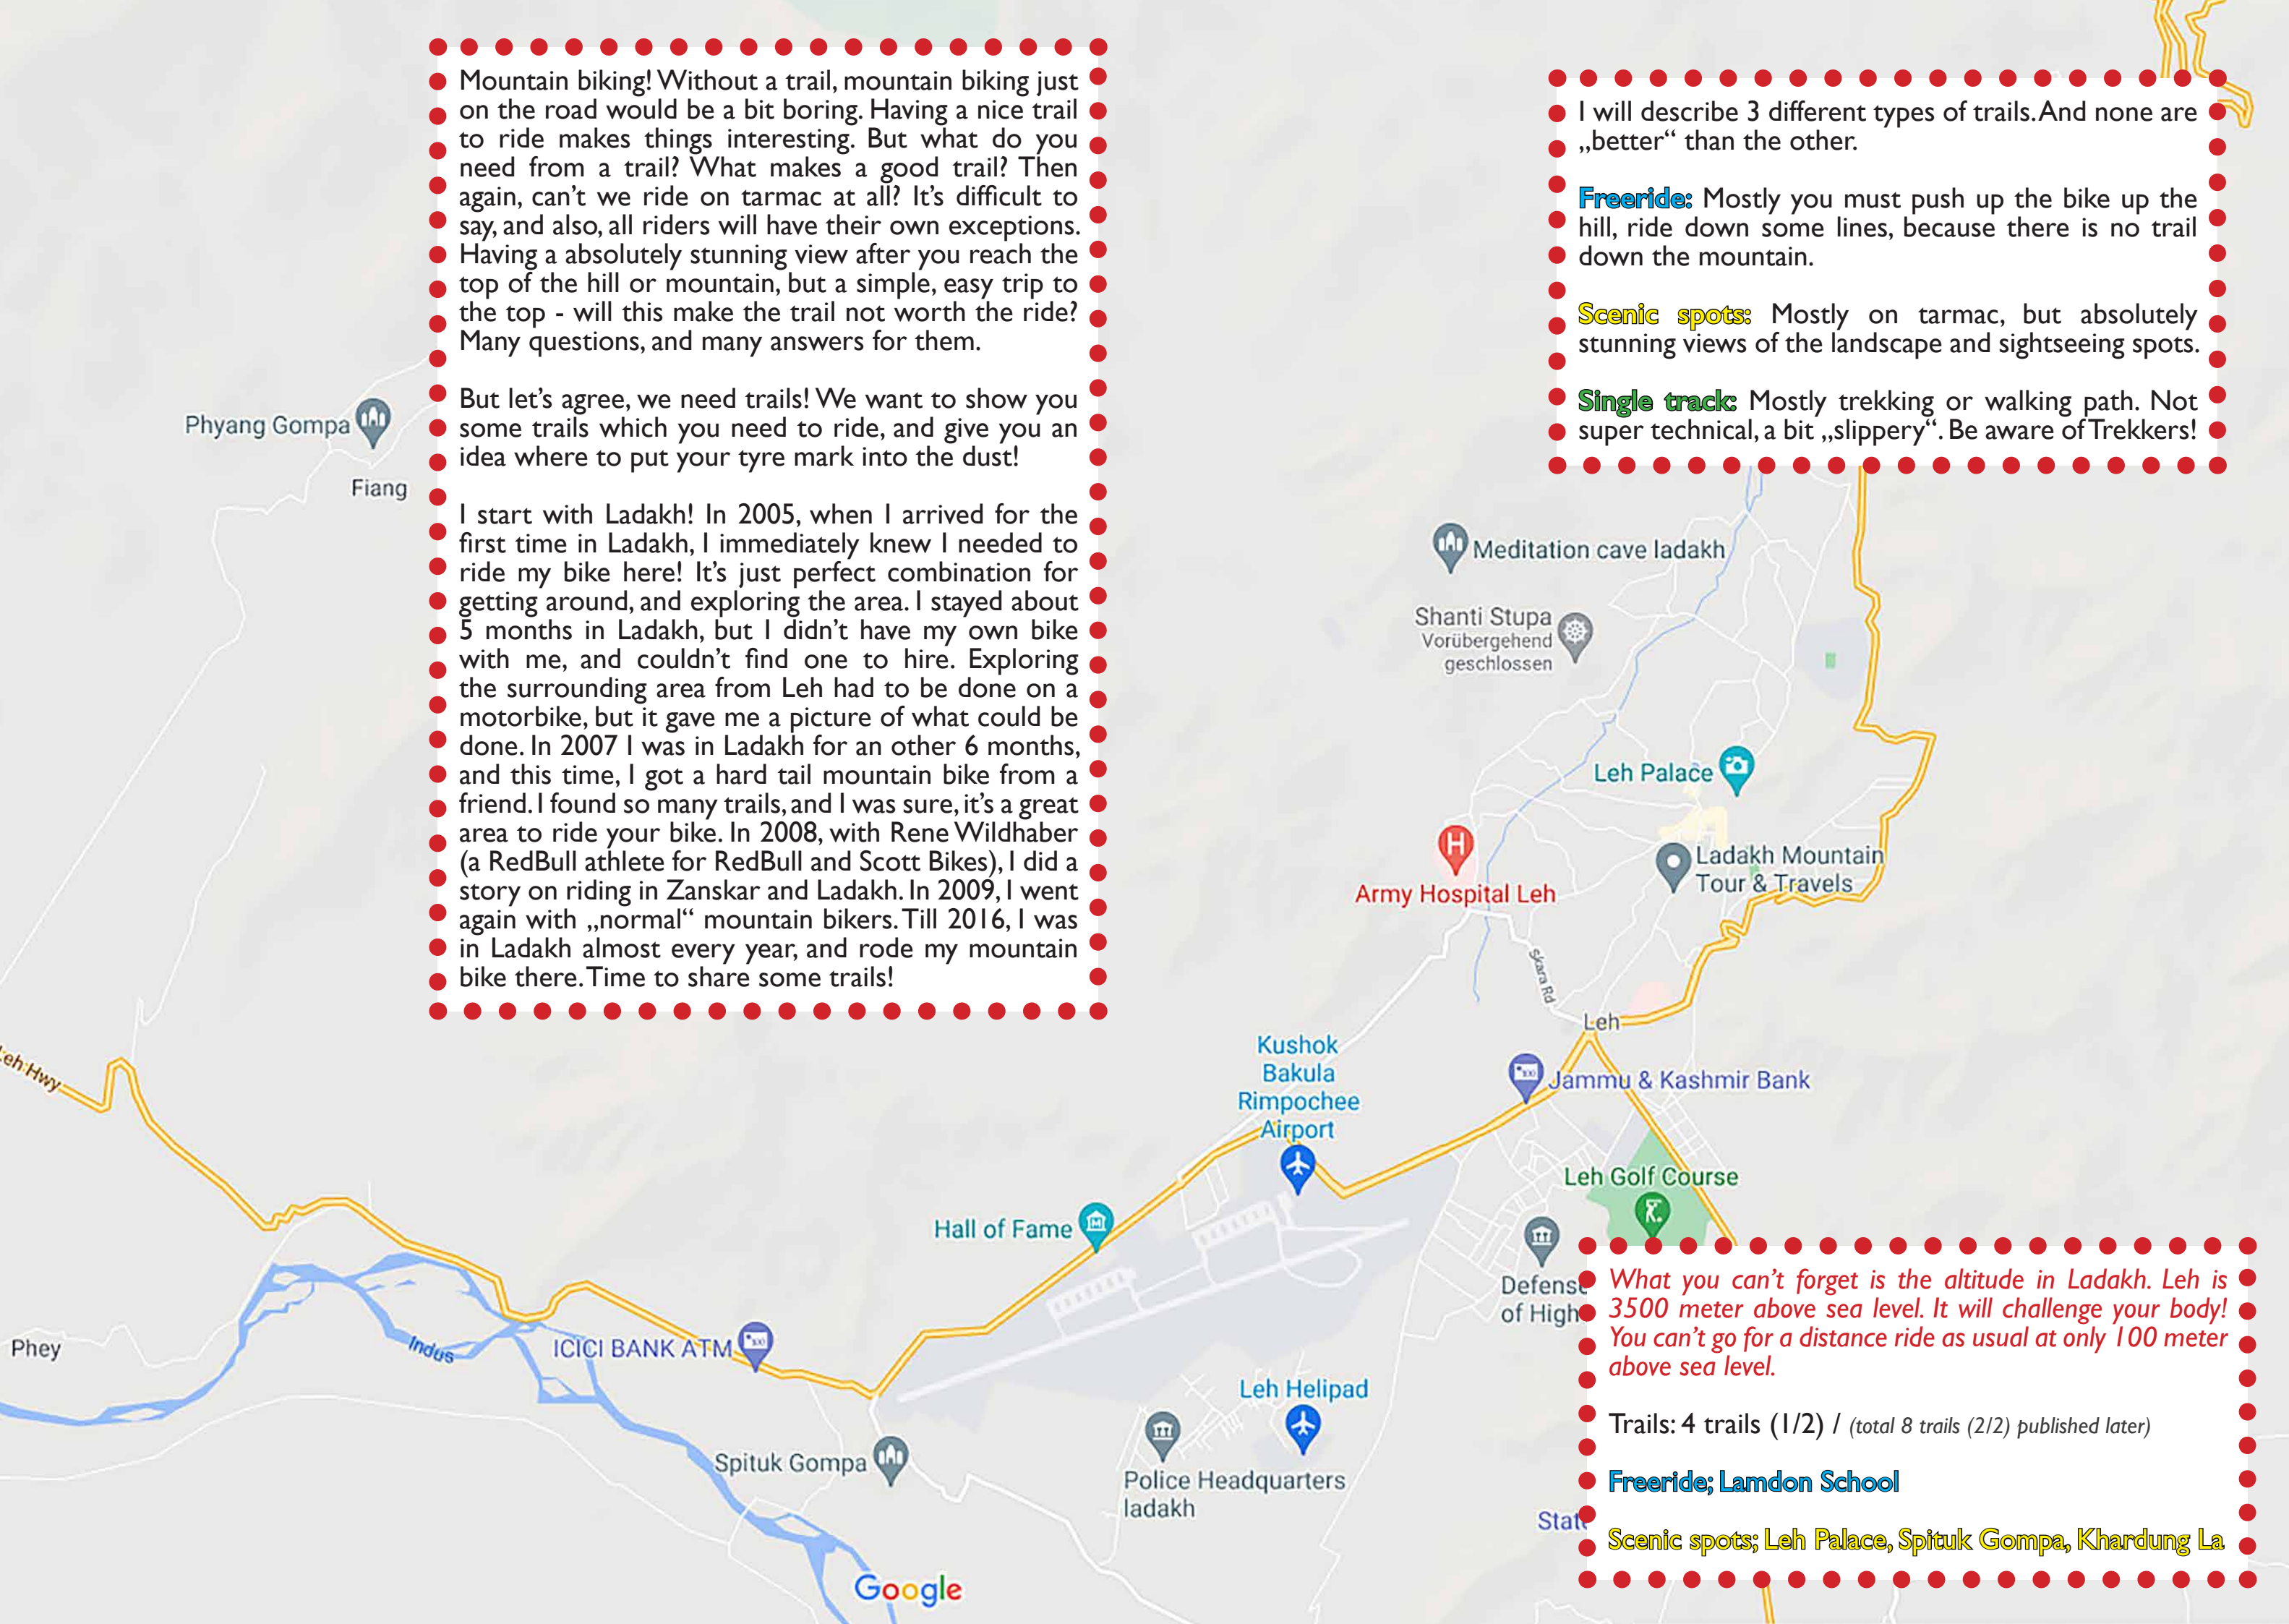 Mountain biking! Without a trail, mountain biking just
on the road would be a bit boring. Having a nice trail
to ride makes things interesting. But what do you
need from a trail? What makes a good trail? Then
again, can't we ride on tarmac at all? It's difficult to
say, and also, all riders will have their own exceptions.
Having a absolutely stunning view after you reach the
top of the hill or mountain, but a simple, easy trip to
the top - will this make the trail not worth the ride?
Many questions, and many answers for them.
But let's agree, we need trails! We want to show you
some trails which you need to ride, and give you an
idea where to put your tyre mark into the dust!
I start with Ladakh! In 2005, when I arrived for the
first time in Ladakh, I immediately knew I needed to
ride my bike here! It's just perfect combination for
getting around, and exploring the area. I stayed about
5 months in Ladakh, but I didn't have my own bike
with me, and couldn't find one to hire. Exploring
the surrounding area from Leh had to be done on a
motorbike, but it gave me a picture of what could be
done. In 2007 I was in Ladakh for an other 6 months,
and this time, I got a hard tail mountain bike from a
friend. I found so many trails, and I was sure, it's a great
area to ride your bike. In 2008, with Rene Wildhaber
(a RedBull athlete for RedBull and Scott Bikes), I did a
story on riding in Zanskar and Ladakh. In 2009, I went
again with „normal“ mountain bikers. Till 2016, I was
in Ladakh almost every year, and rode my mountain
bike there. Time to share some trails!
I will describe 3 different types of trails. And none are
„better“ than the other.
Freeride: Mostly you must push up the bike up the
hill, ride down some lines, because there is no trail
down the mountain.
Scenic spots: Mostly on tarmac, but absolutely
stunning views of the landscape and sightseeing spots.
Single track: Mostly trekking or walking path. Not
super technical, a bit „slippery“. Be aware of Trekkers!
Phyang Gompa
Fiang
Meditation cave ladakh
Shanti Stupa
Vorübergehend
geschlossen
Leh Palace
Army Hospital Leh
Ladakh Mountain
Tour & Travels
Skara Rd
Leh
Kushok
Bakula
Rimpochee
Airport
Jammu & Kashmir Bank
Leh Golf Course
Hall of Fame
eh Hwy
Phey
Indus
ICICI BANK ATM
Spituk Gompa
Leh Helipad
Police Headquarters
ladakh
Defense
of High
State
Google
What you can't forget is the altitude in Ladakh. Leh is
3500 meter above sea level. It will challenge your body!
You can't go for a distance ride as usual at only 100 meter
above sea level.
Trails: 4 trails (1/2) / (total 8 trails (2/2) published later)
Freeride; Lamdon School
Scenic spots; Leh Palace, Spituk Gompa, Khardung La